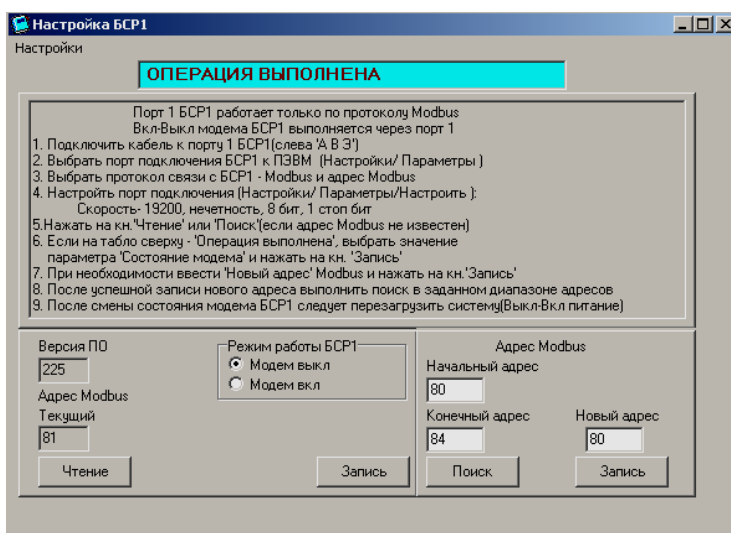 Настройка БСР1
Настройки
ОПЕРАЦИЯ ВЫПОЛНЕНА
Порт 1 БСР1 работает только по протоколу Modbus
Вкл-Выкл модема БСР1 выполняется через порт 1
1. Подключить кабель к порту 1 БСР1(слева 'А В Э')
2. Выбрать порт подключения БСР1 к ПЭВМ (Настройки/ Параметры )
3. Выбрать протокол связи с БСР1 - Modbus и адрес Modbus
4. Настройть порт подключения (Настройки/ Параметры/Настроить ):
Скорость- 19200, нечетность, 8 бит, 1 стоп бит
5.Нажать на кн.'Чтение' или 'Поиск'(если адрес Modbus не известен)
6. Если на табло сверху - 'Операция выполнена', выбрать значение
параметра 'Состояние модема' и нажать на кн. 'Запись'
7. При необходимости ввести 'Новый адрес' Modbus и нажать на кн.'Запись'
8. После успешной записи нового адреса выполнить поиск в заданном диапазоне адресов
9. После смены состояния модема БСР1 следует перезагрузить систему(Выкл-Вкл питание)
Версия ПО
225
Адрес Modbus
Текущий
81
Чтение
Режим работы БСР1
Модем выкл
Модем вкл
Запись
Адрес Modbus
Начальный адрес
80
Конечный адрес
Новый адрес
84
80
Поиск
Запись